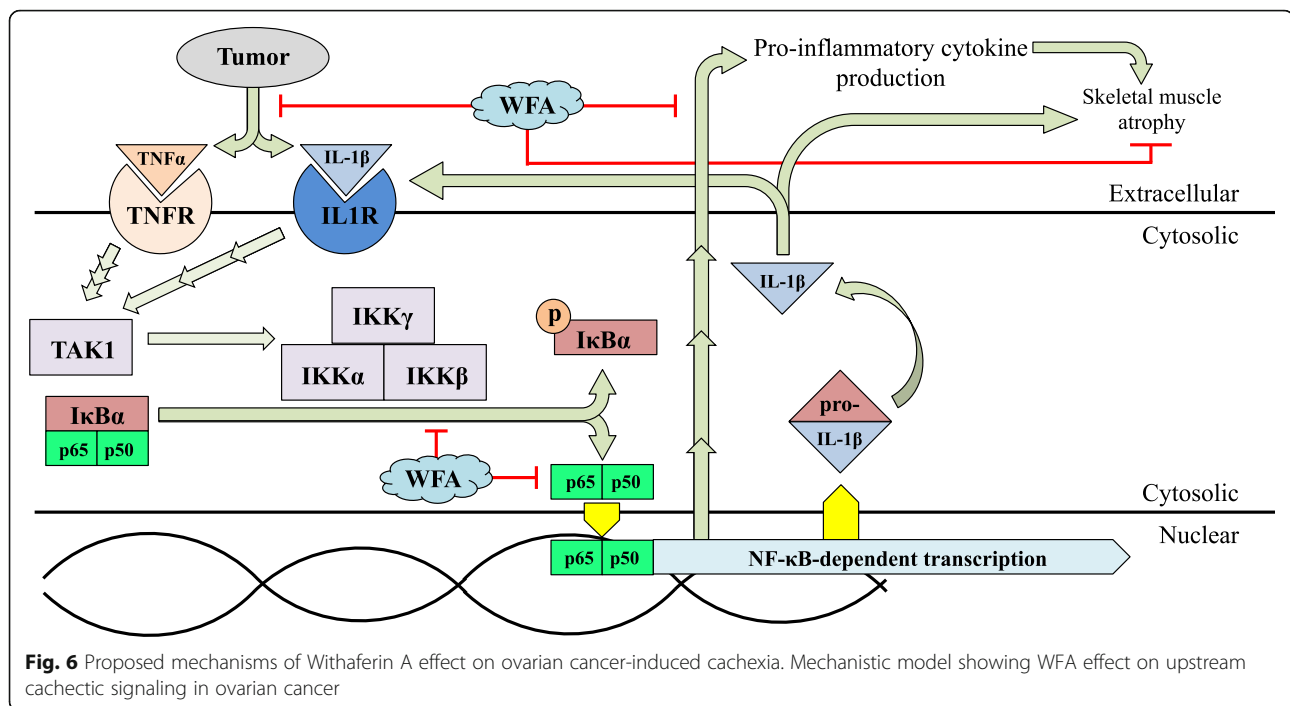 Tumor
Pro-inflammatory cytokine
production
WFA
Skeletal muscle
atrophy
TNFα
IL-1β
TNFR
IL1R
Extracellular
Cytosolic
IL-1β
p
IκBα
IKKγ
TAK1
IKKα
IKKβ
IκBα
p65
p50
pro-
IL-1β
WFA
p65
p50
Cytosolic
Nuclear
p65
p50
NF-κB-dependent transcription
Fig. 6 Proposed mechanisms of Withaferin A effect on ovarian cancer-induced cachexia. Mechanistic model showing WFA effect on upstream
cachectic signaling in ovarian cancer